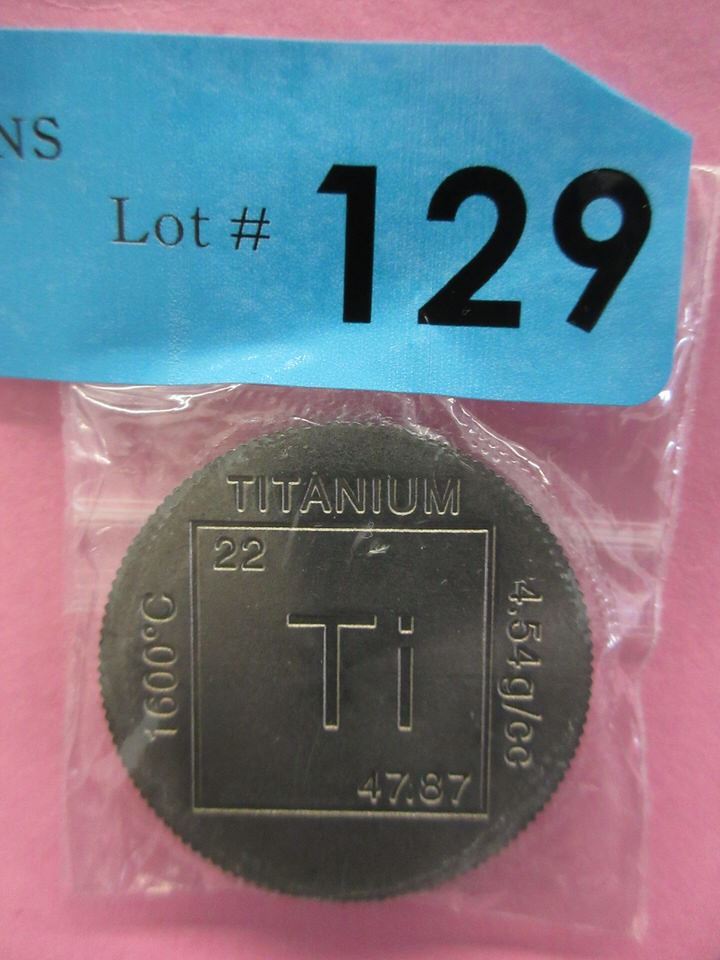 NS
Lot # 129
TITANIUM
22
Ti
47.87
1600°C
4.54g/cc